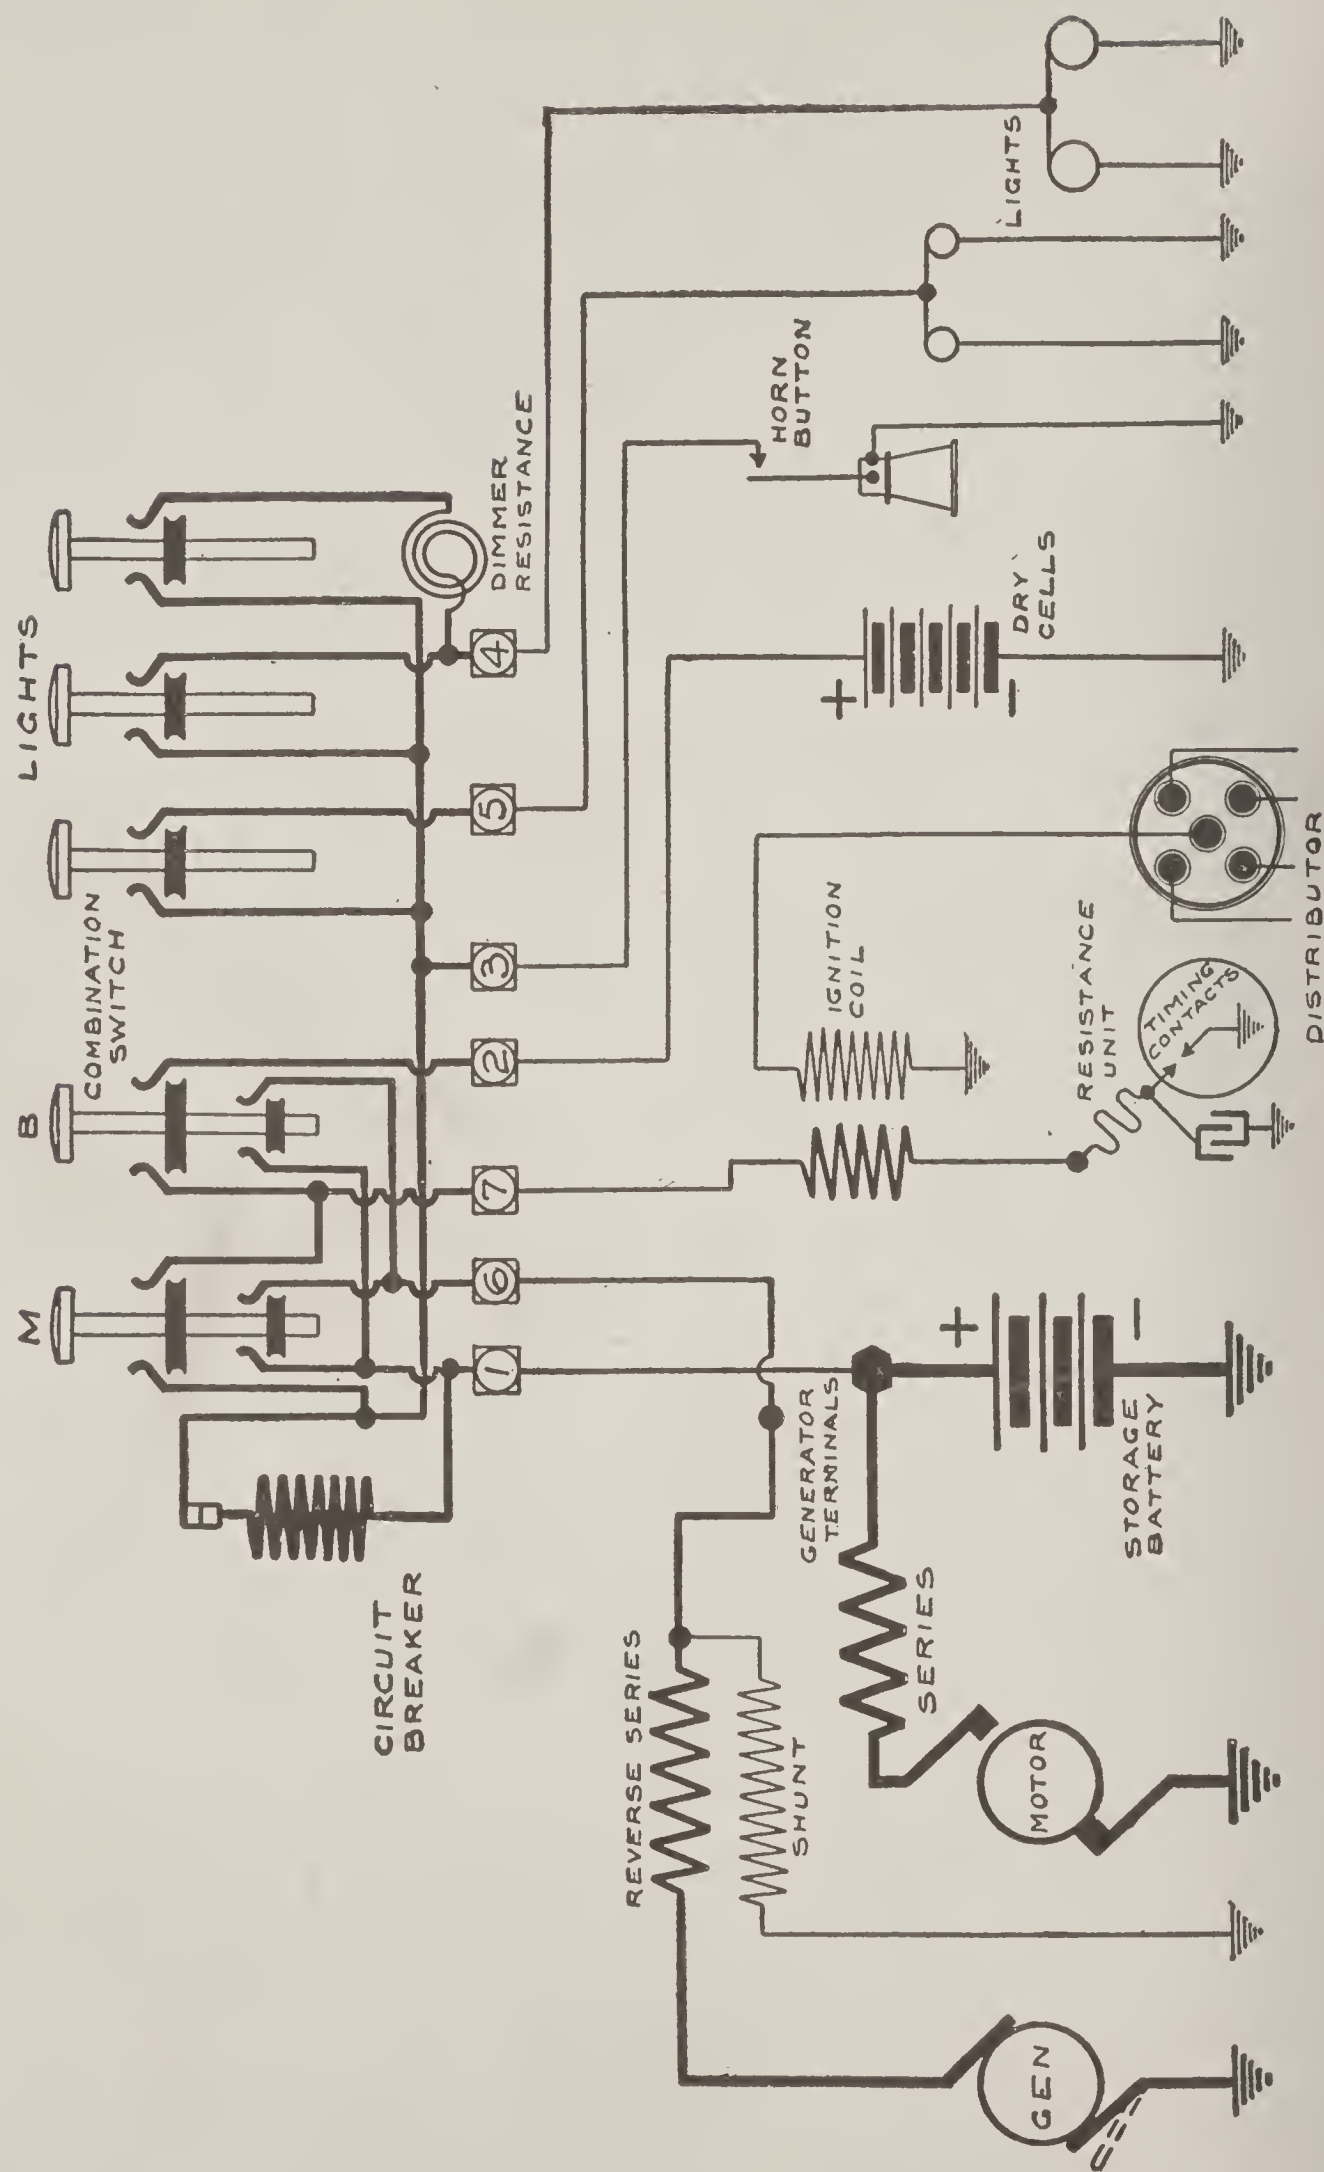 LIGHTS
COMBINATION
SWITCH
B
M
DIMMER
RESISTANCE
4
5
3
2
7
6
1
CIRCUIT
BREAKER
HORN
BUTTON
LIGHTS
DRY
CELLS
+
−
IGNITION
COIL
RESISTANCE
UNIT
TIMING
CONTACTS
DISTRIBUTOR
GENERATOR
TERMINALS
+
−
STORAGE
BATTERY
REVERSE SERIES
SHUNT
SERIES
MOTOR
GEN